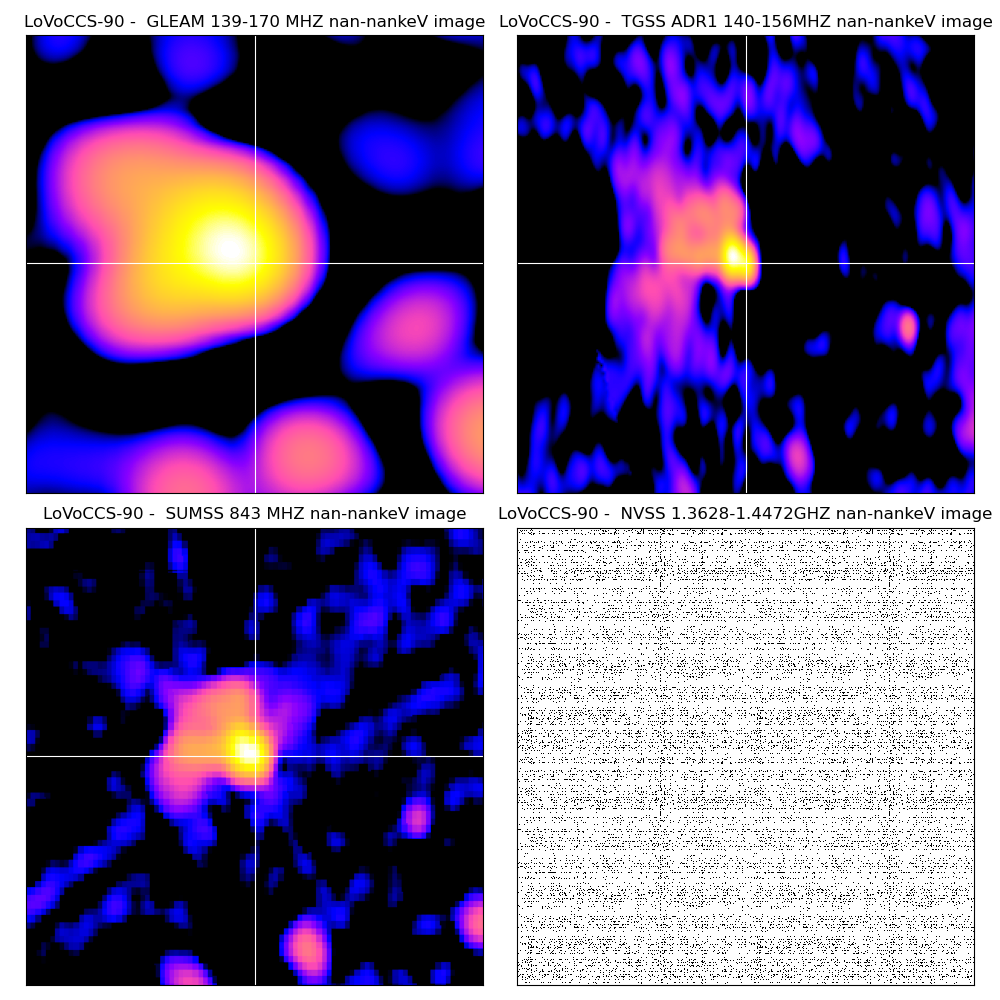 LoVoCCS-90 - GLEAM 139-170 MHZ nan-nankeV image
LoVoCCS-90 - TGSS ADR1 140-156MHZ nan-nankeV image
LoVoCCS-90 - SUMSS 843 MHZ nan-nankeV image
LoVoCCS-90 - NVSS 1.3628-1.4472GHZ nan-nankeV image